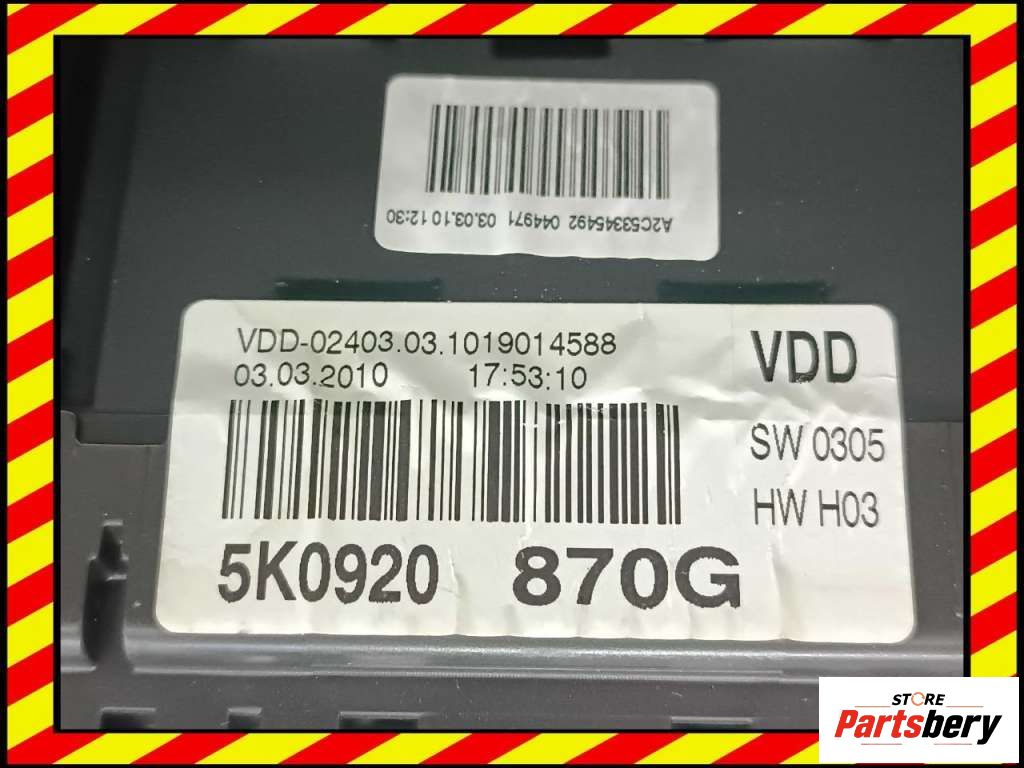 A2C53345492 044971 03.03.10 12:30
VDD-02403.03.1019014588
03.03.2010 17:53:10
VDD
SW 0305
HW H03
5K0920 870G
STORE
Partsbery